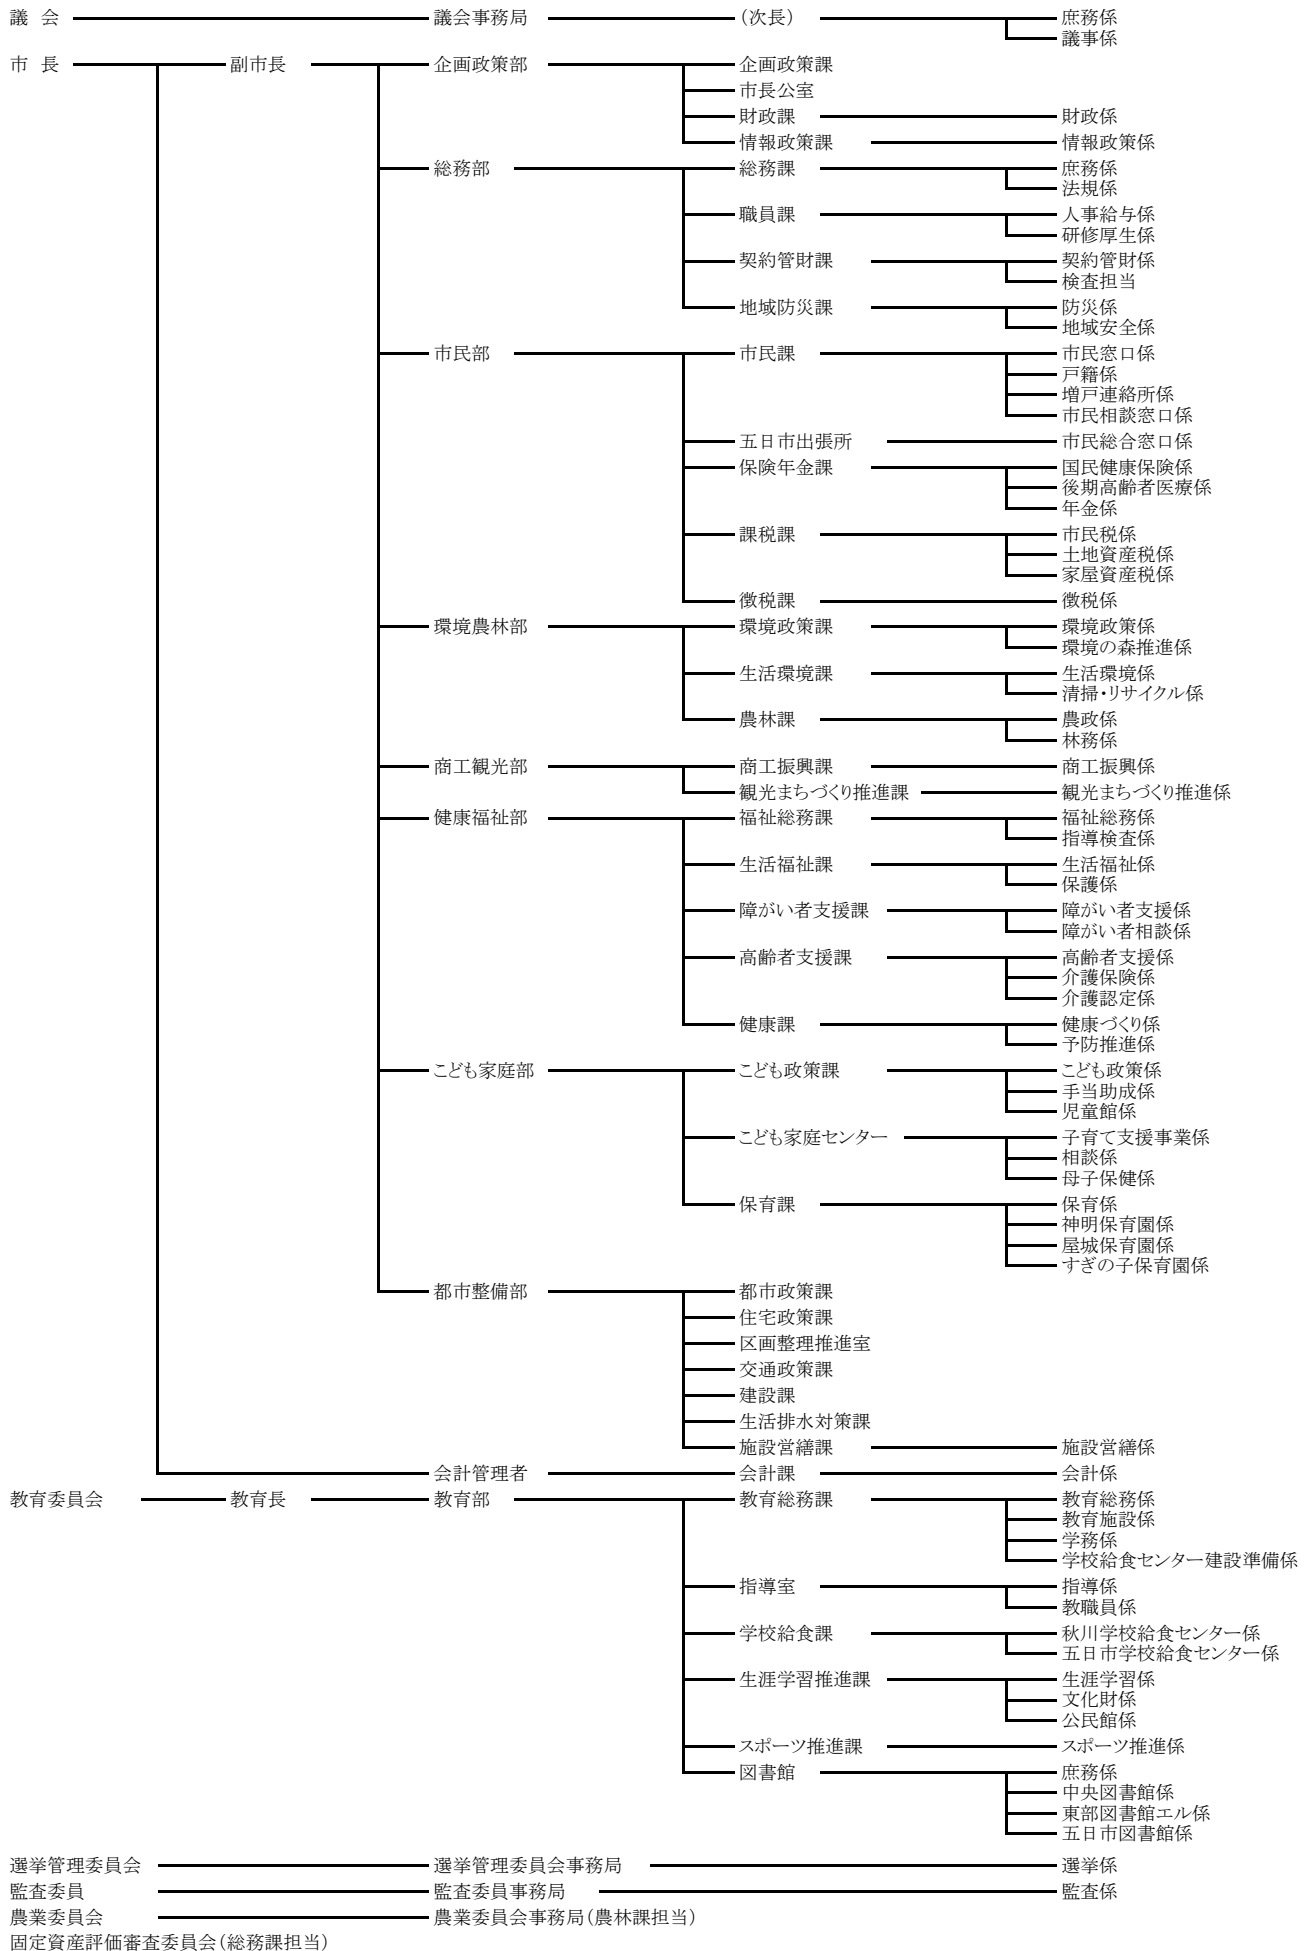 議　会 議会事務局 （次長） 庶務係
議事係
市　長 副市長 企画政策部 企画政策課
市長公室
財政課 財政係
情報政策課 情報政策係
総務部 総務課 庶務係
法規係
職員課 人事給与係
研修厚生係
契約管財課 契約管財係
検査担当
地域防災課 防災係
地域安全係
市民部 市民課 市民窓口係
戸籍係
増戸連絡所係
市民相談窓口係
五日市出張所 市民総合窓口係
保険年金課 国民健康保険係
後期高齢者医療係
年金係
課税課 市民税係
土地資産税係
家屋資産税係
徴税課 徴税係
環境農林部 環境政策課 環境政策係
環境の森推進係
生活環境課 生活環境係
清掃・リサイクル係
農林課 農政係
林務係
商工観光部 商工振興課 商工振興係
観光まちづくり推進課 観光まちづくり推進係
健康福祉部 福祉総務課 福祉総務係
指導検査係
生活福祉課 生活福祉係
保護係
障がい者支援課 障がい者支援係
障がい者相談係
高齢者支援課 高齢者支援係
介護保険係
介護認定係
健康課 健康づくり係
予防推進係
こども家庭部 こども政策課 こども政策係
手当助成係
児童館係
こども家庭センター 子育て支援事業係
相談係
母子保健係
保育課 保育係
神明保育園係
屋城保育園係
すぎの子保育園係
都市整備部 都市政策課
住宅政策課
区画整理推進室
交通政策課
建設課
生活排水対策課
施設営繕課 施設営繕係
会計管理者 会計課 会計係
教育委員会 教育長 教育部 教育総務課 教育総務係
教育施設係
学務係
学校給食センター建設準備係
指導室 指導係
教職員係
学校給食課 秋川学校給食センター係
五日市学校給食センター係
生涯学習推進課 生涯学習係
文化財係
公民館係
スポーツ推進課 スポーツ推進係
図書館 庶務係
中央図書館係
東部図書館エル係
五日市図書館係
選挙管理委員会 選挙管理委員会事務局 選挙係
監査委員 監査委員事務局 監査係
農業委員会 農業委員会事務局（農林課担当）
固定資産評価審査委員会（総務課担当）